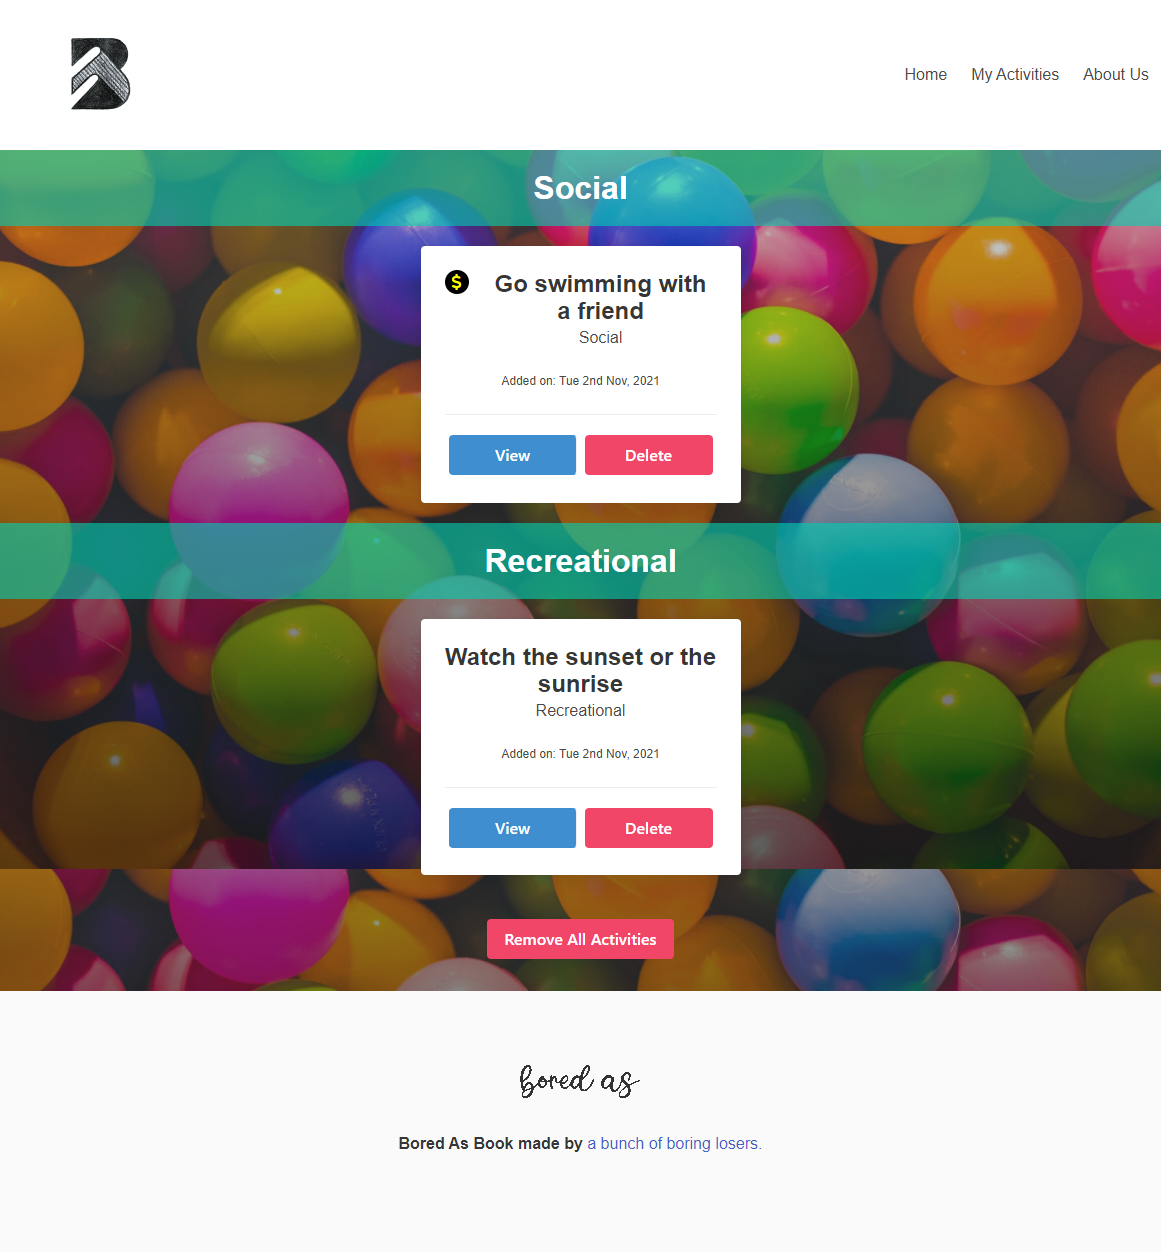 B
Home My Activities About Us
Social
$
Go swimming with
a friend
Social
Added on: Tue 2nd Nov, 2021
View Delete
Recreational
Watch the sunset or the
sunrise
Recreational
Added on: Tue 2nd Nov, 2021
View Delete
Remove All Activities
bored as
Bored As Book made by a bunch of boring losers.